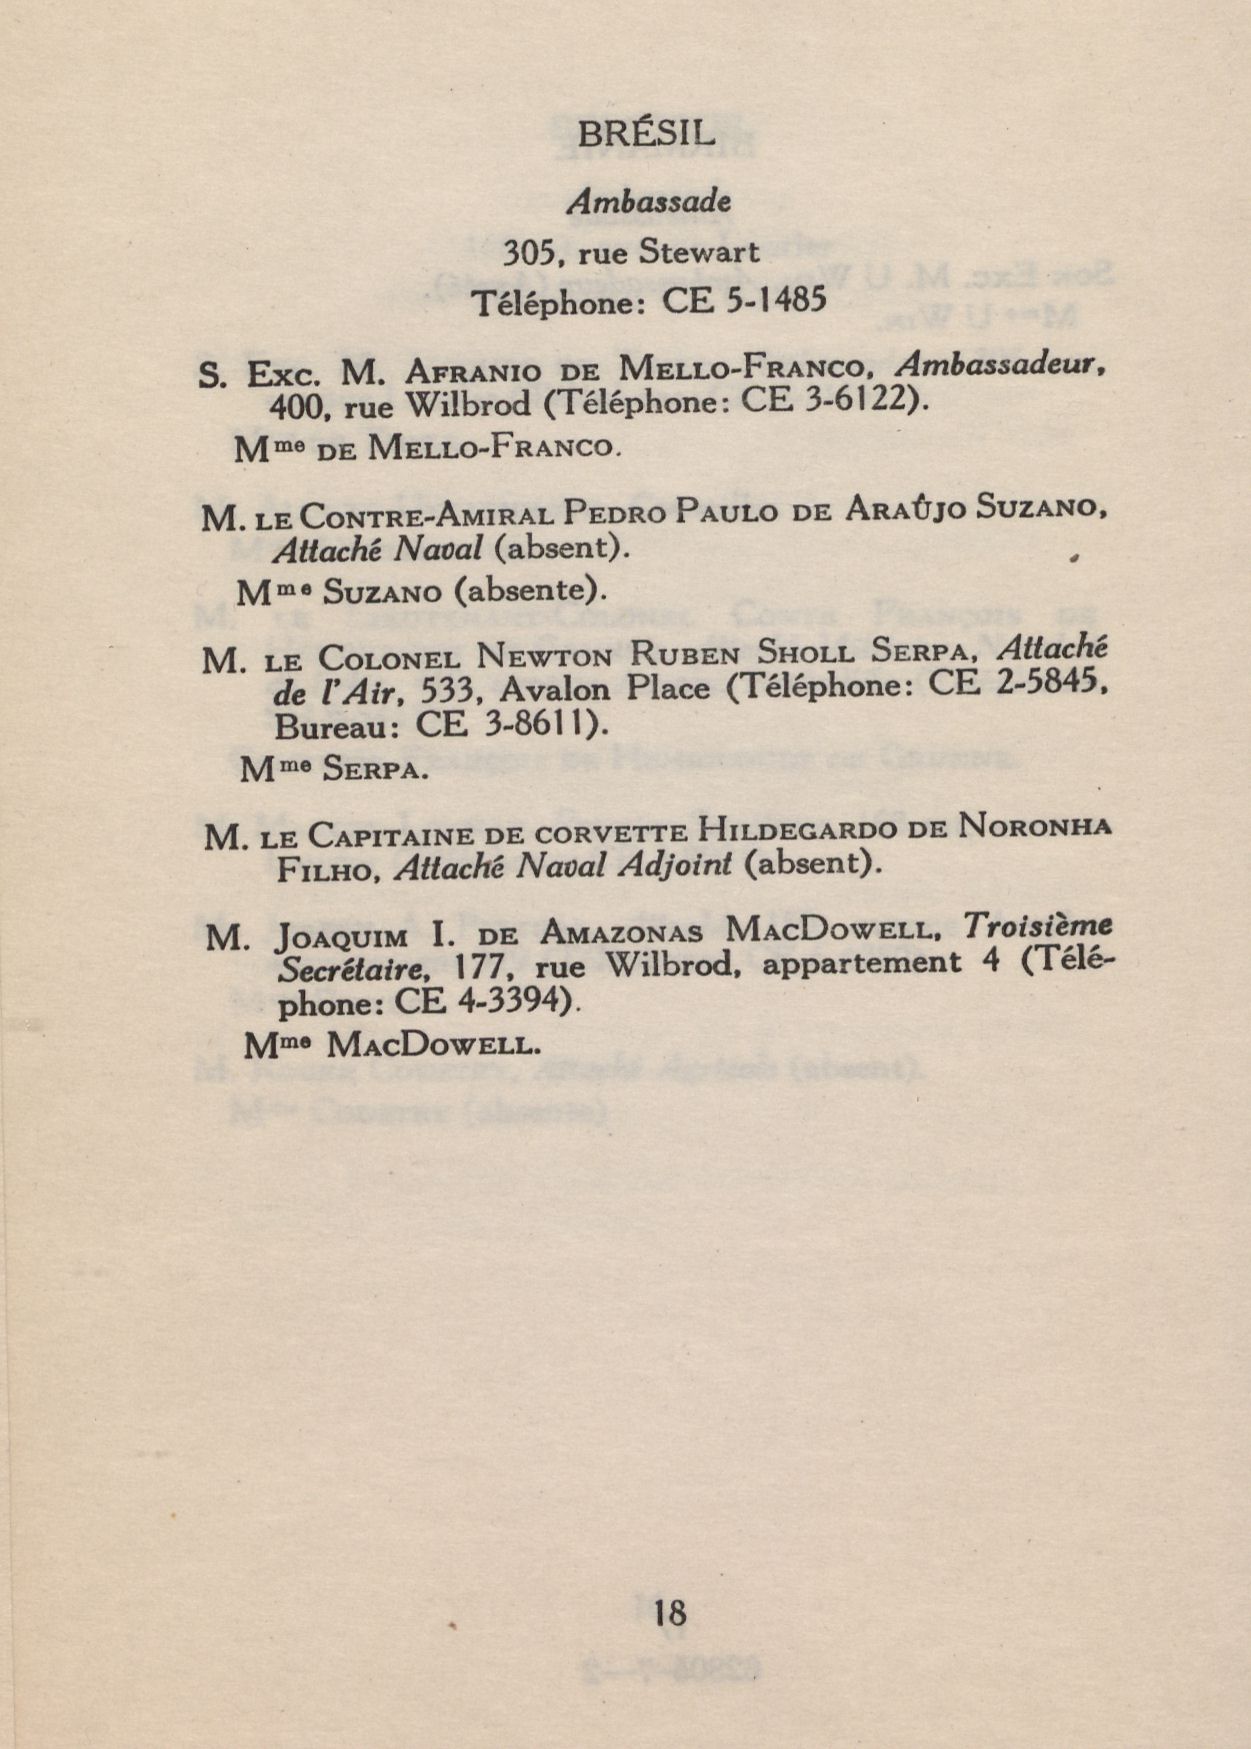 BRÉSIL
Ambassade
305, rue Stewart
Téléphone: CE 5-1485
S. Exc. M. Afranio de Mello-Franco, Ambassadeur,
400, rue Wilbrod (Téléphone: CE 3-6122).
Mme de Mello-Franco.
M. le Contre-Amiral Pedro Paulo de Araûjo Suzano,
Attaché Naval (absent).
Mme Suzano (absente).
M. le Colonel Newton Ruben Sholl Serpa, Attaché
de l'Air, 533, Avalon Place (Téléphone: CE 2-5845,
Bureau: CE 3-8611).
Mme Serpa.
M. le Capitaine de corvette Hildegardo de Noronha
Filho, Attaché Naval Adjoint (absent).
M. Joaquim I. de Amazonas MacDowell, Troisième
Secrétaire, 177, rue Wilbrod, appartement 4 (Télé-
phone: CE 4-3394).
Mme MacDowell.
18